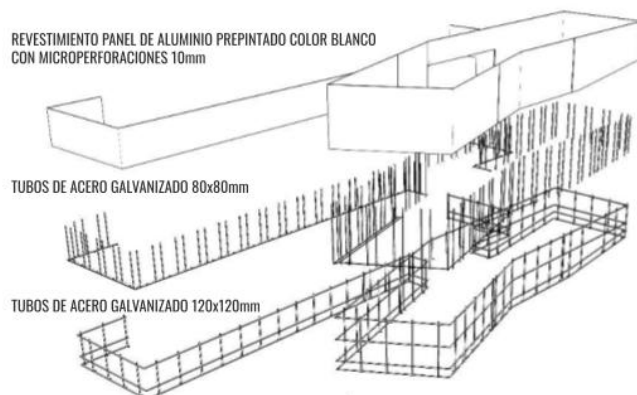 REVESTIMIENTO PANEL DE ALUMINIO PREPINTADO COLOR BLANCO
CON MICROPERFORACIONES 10mm
TUBOS DE ACERO GALVANIZADO 80x80mm
TUBOS DE ACERO GALVANIZADO 120x120mm